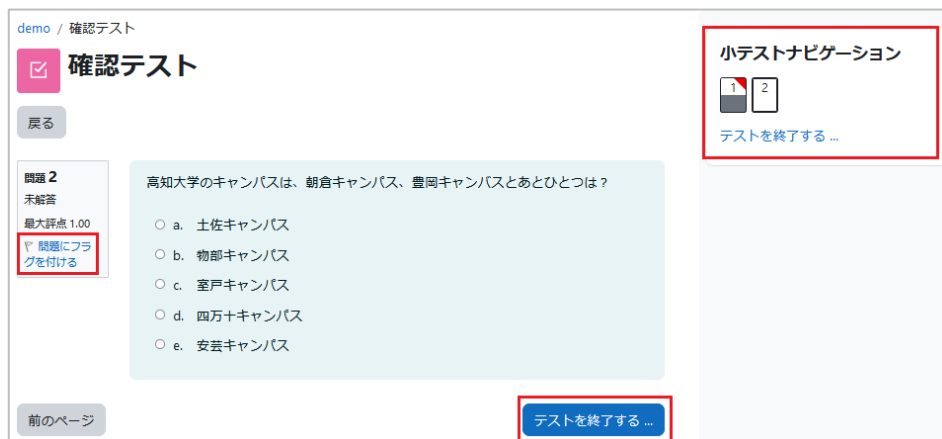 demo / 確認テスト
確認テスト
戻る
問題 2
未解答
最大評点 1.00
問題にフラ
グを付ける
高知大学のキャンパスは、朝倉キャンパス、豊岡キャンパスとあとひとつは？
a. 土佐キャンパス
b. 物部キャンパス
c. 室戸キャンパス
d. 四万十キャンパス
e. 安芸キャンパス
前のページ
テストを終了する ...
小テストナビゲーション
1 2
テストを終了する ...